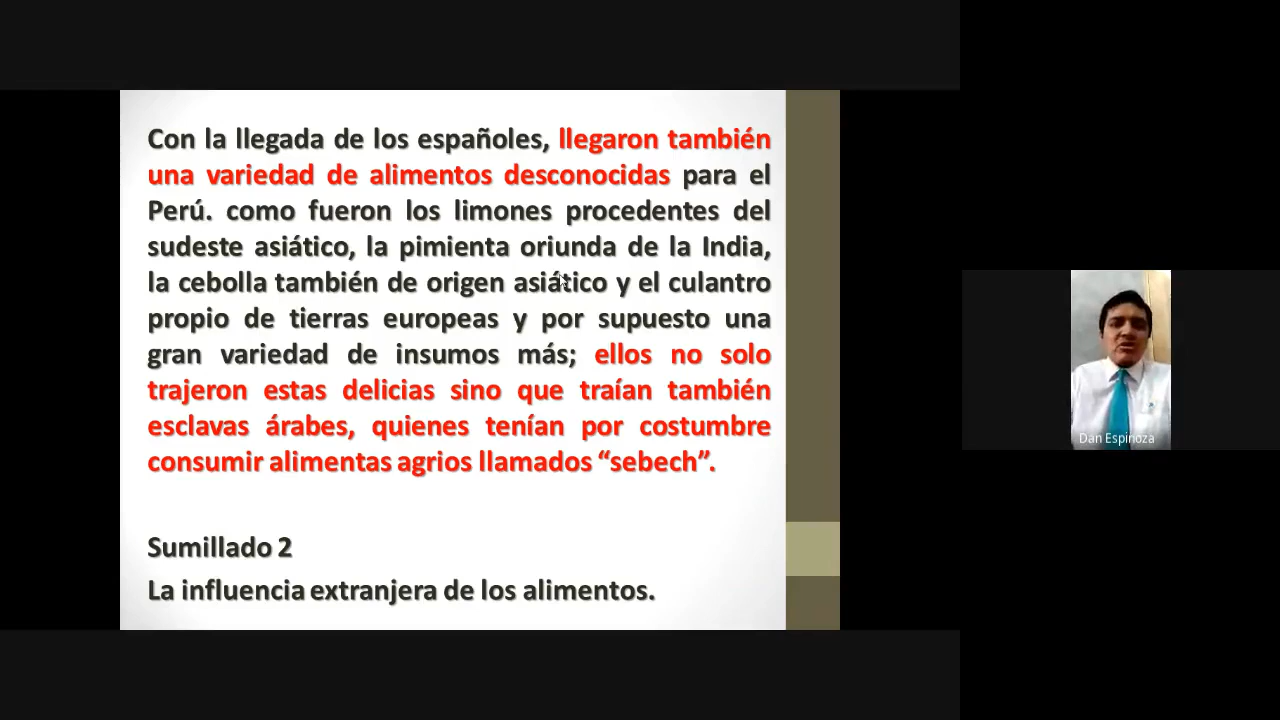 Con la llegada de los españoles, llegaron también
una variedad de alimentos desconocidas para el
Perú. como fueron los limones procedentes del
sudeste asiático, la pimienta oriunda de la India,
la cebolla también de origen asiático y el culantro
propio de tierras europeas y por supuesto una
gran variedad de insumos más; ellos no solo
trajeron estas delicias sino que traían también
esclavas árabes, quienes tenían por costumbre
consumir alimentas agrios llamados “sebech”.
Sumillado 2
La influencia extranjera de los alimentos.
Dan Espinoza